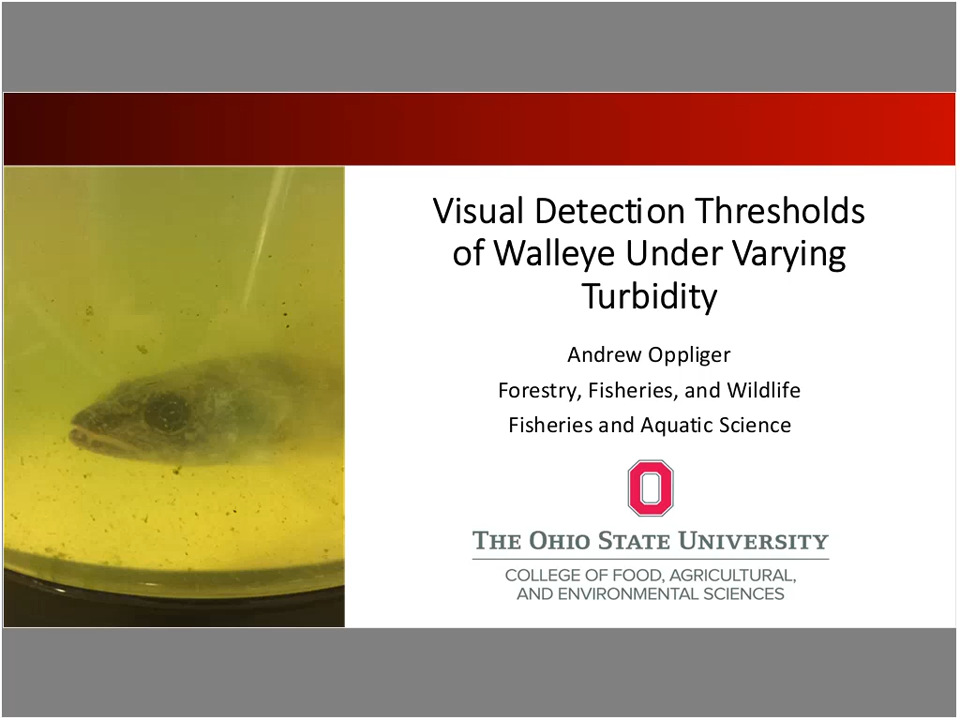 Visual Detection Thresholds
of Walleye Under Varying
Turbidity
Andrew Oppliger
Forestry, Fisheries, and Wildlife
Fisheries and Aquatic Science
THE OHIO STATE UNIVERSITY
COLLEGE OF FOOD, AGRICULTURAL,
AND ENVIRONMENTAL SCIENCES